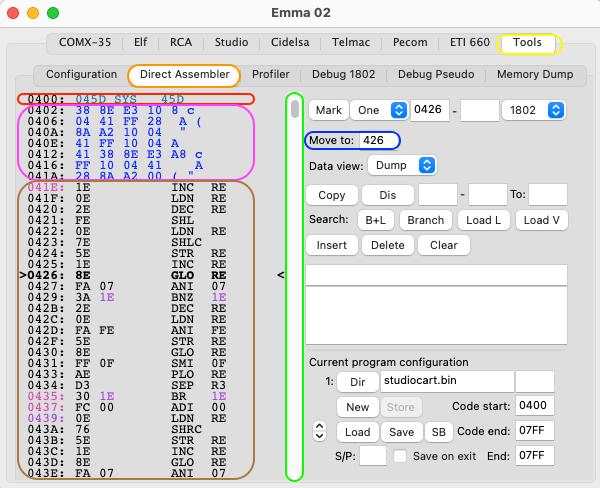 Emma 02
COMX-35 Elf RCA Studio Cidelsa Telmac Pecom ETI 660 Tools
Configuration Direct Assembler Profiler Debug 1802 Debug Pseudo Memory Dump
0400: 045D SYS 45D
0402: 38 8E E3 10 8 c
0406: 04 41 FF 28 A (
040A: 8A A2 10 04 "
040E: 41 FF 10 04 A
0412: 41 38 8E E3 A8 c
0416: FF 10 04 41 A
041A: 28 8A A2 00 ( "
041E: 1E INC RE
041F: 0E LDN RE
0420: 2E DEC RE
0421: FE SHL
0422: 0E LDN RE
0423: 7E SHLC
0424: 5E STR RE
0425: 1E INC RE
>0426: 8E GLO RE <
0427: FA 07 ANI 07
0429: 3A 1E BNZ 1E
042B: 2E DEC RE
042C: 0E LDN RE
042D: FA FE ANI FE
042F: 5E STR RE
0430: 8E GLO RE
0431: FF 0F SMI 0F
0433: AE PLO RE
0434: D3 SEP R3
0435: 30 1E BR 1E
0437: FC 00 ADI 00
0439: 0E LDN RE
043A: 76 SHRC
043B: 5E STR RE
043C: 1E INC RE
043D: 8E GLO RE
043E: FA 07 ANI 07
Mark One 0426 - 1802
Move to: 426
Data view: Dump
Copy Dis - To:
Search: B+L Branch Load L Load V
Insert Delete Clear
Current program configuration
1: Dir studiocart.bin
New Store Code start: 0400
Load Save SB Code end: 07FF
S/P: Save on exit End: 07FF